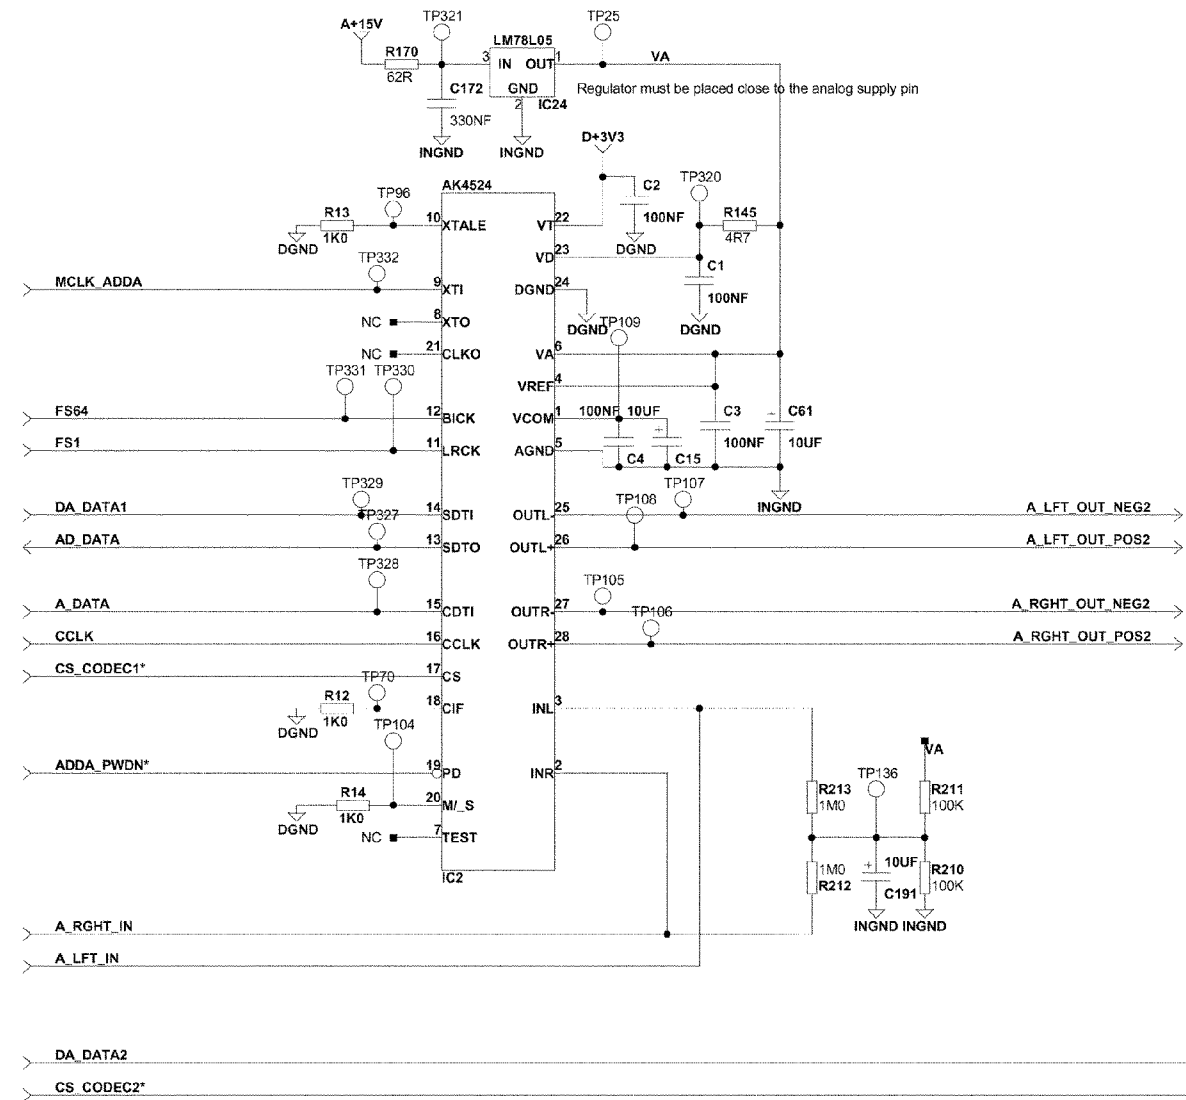 A+15V
TP321
TP25
R170
62R
LM78L05
3
IN
OUT
1
VA
GND
2
IC24
C172
330NF
INGND
INGND
Regulator must be placed close to the analog supply pin
D+3V3
AK4524
C2
100NF
DGND
TP320
TP96
R13
1K0
DGND
10
XTALE
VT
22
R145
4R7
VD
23
C1
100NF
DGND
TP332
MCLK_ADDA
9
XTI
DGND
24
DGND
NC
8
XTO
TP109
NC
21
CLKO
VA
6
TP331
TP330
VREF
4
FS64
12
BICK
VCOM
1
100NF
10UF
C3
100NF
C61
10UF
+
+
FS1
11
LRCK
AGND
5
C4
C15
INGND
TP329
TP107
TP108
DA_DATA1
14
SDTI
OUTL-
25
A_LFT_OUT_NEG2
TP327
AD_DATA
13
SDTO
OUTL+
26
A_LFT_OUT_POS2
TP328
TP105
A_DATA
15
CDTI
OUTR-
27
A_RGHT_OUT_NEG2
TP106
CCLK
16
CCLK
OUTR+
28
A_RGHT_OUT_POS2
CS_CODEC1*
17
CS
TP70
R12
1K0
DGND
18
CIF
INL
3
TP104
ADDA_PWDN*
19
PD
INR
2
VA
TP136
R213
1M0
R211
100K
R14
1K0
DGND
20
M/_S
NC
7
TEST
IC2
1M0
R212
+
10UF
C191
R210
100K
INGND
INGND
A_RGHT_IN
A_LFT_IN
DA_DATA2
CS_CODEC2*